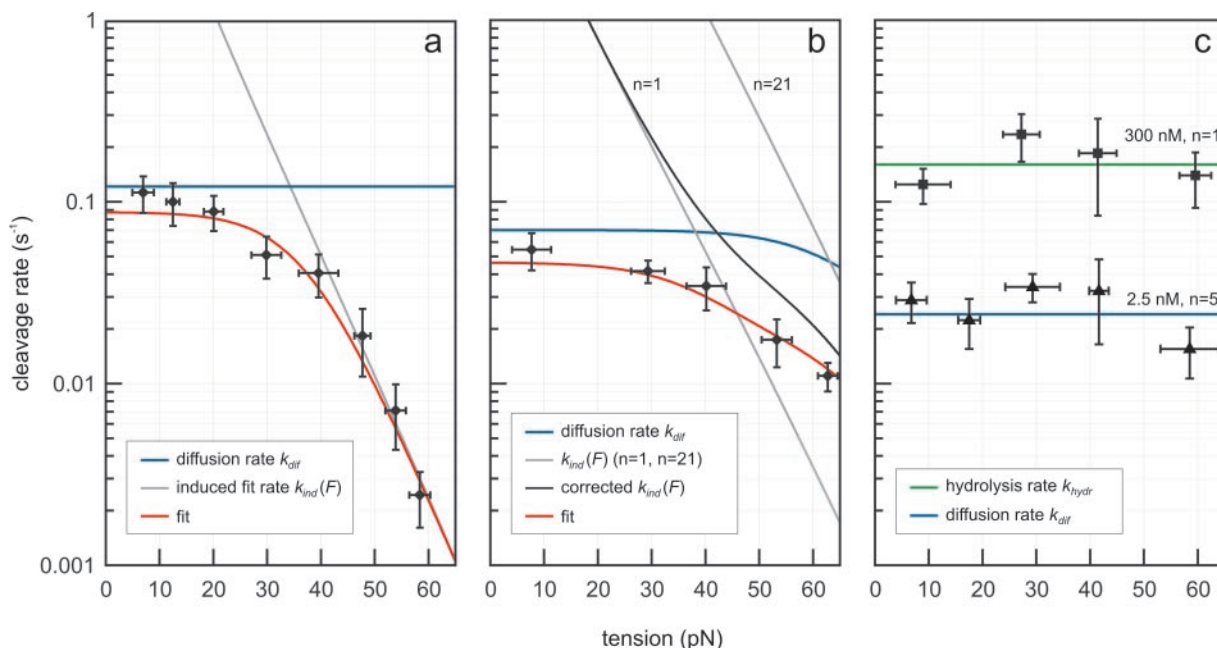 a
b
c
1
0.1
0.01
0.001
cleavage rate (s⁻¹)
n=1
n=21
300 nM, n=1
2.5 nM, n=5
diffusion rate k_dif
induced fit rate k_ind(F)
fit
diffusion rate k_dif
k_ind(F) (n=1, n=21)
corrected k_ind(F)
fit
hydrolysis rate k_hydr
diffusion rate k_dif
0 10 20 30 40 50 60
0 10 20 30 40 50 60
0 10 20 30 40 50 60
tension (pN)